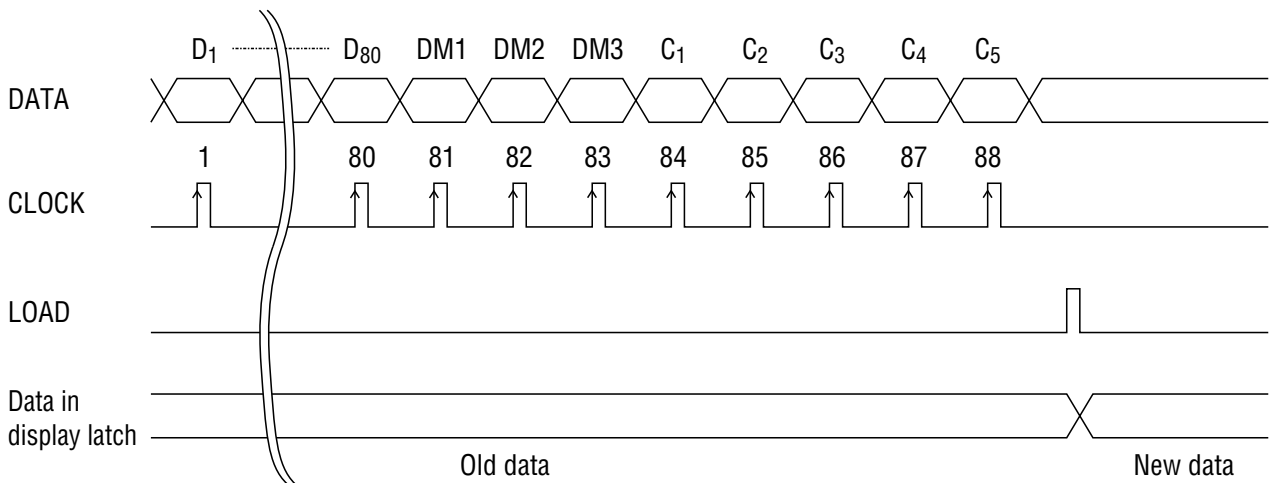 D1 D80 DM1 DM2 DM3 C1 C2 C3 C4 C5
DATA
1 80 81 82 83 84 85 86 87 88
CLOCK
LOAD
Data in
display latch
Old data New data